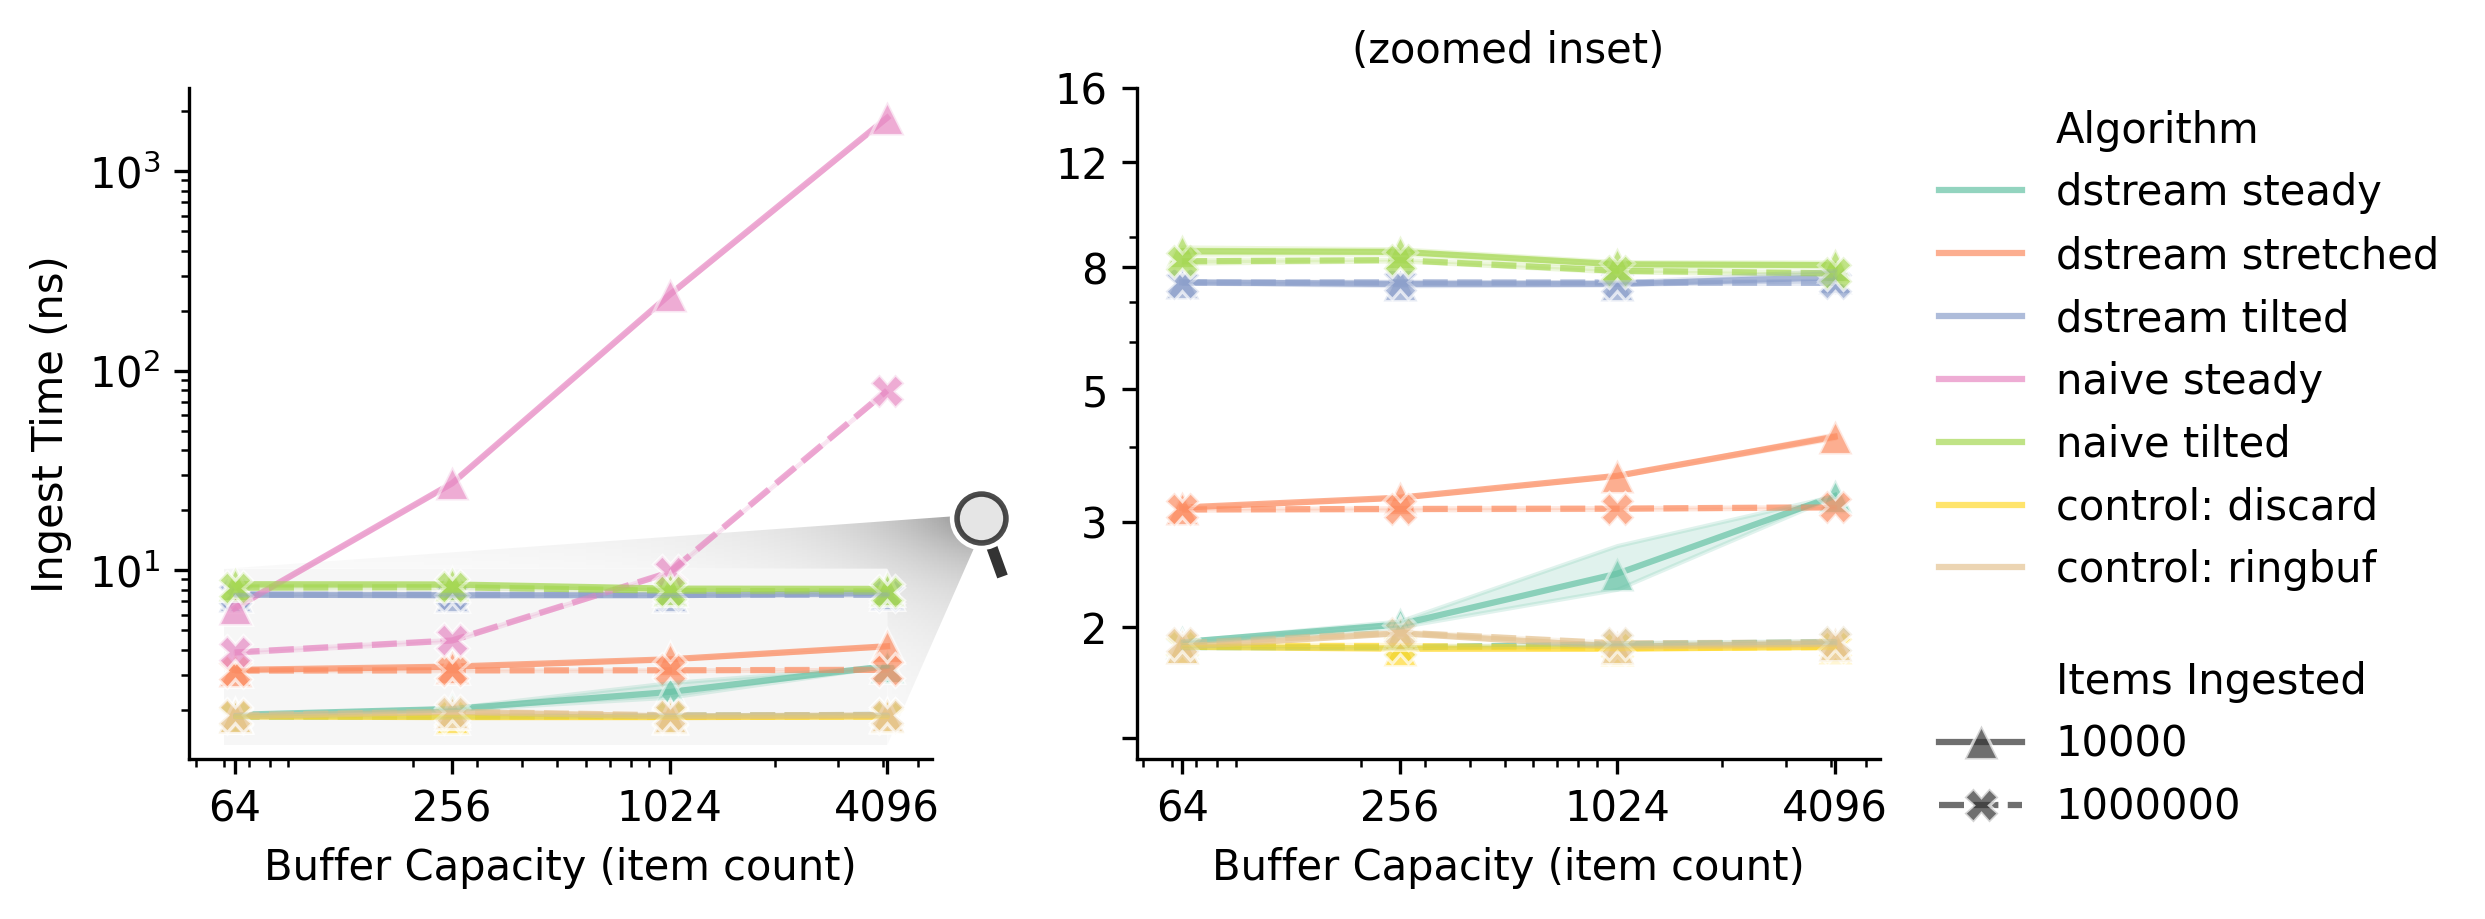 Ingest Time (ns)
10³
10²
10¹
64 256 1024 4096
Buffer Capacity (item count)
(zoomed inset)
16
12
8
5
3
2
64 256 1024 4096
Buffer Capacity (item count)
Algorithm
dstream steady
dstream stretched
dstream tilted
naive steady
naive tilted
control: discard
control: ringbuf
Items Ingested
10000
1000000